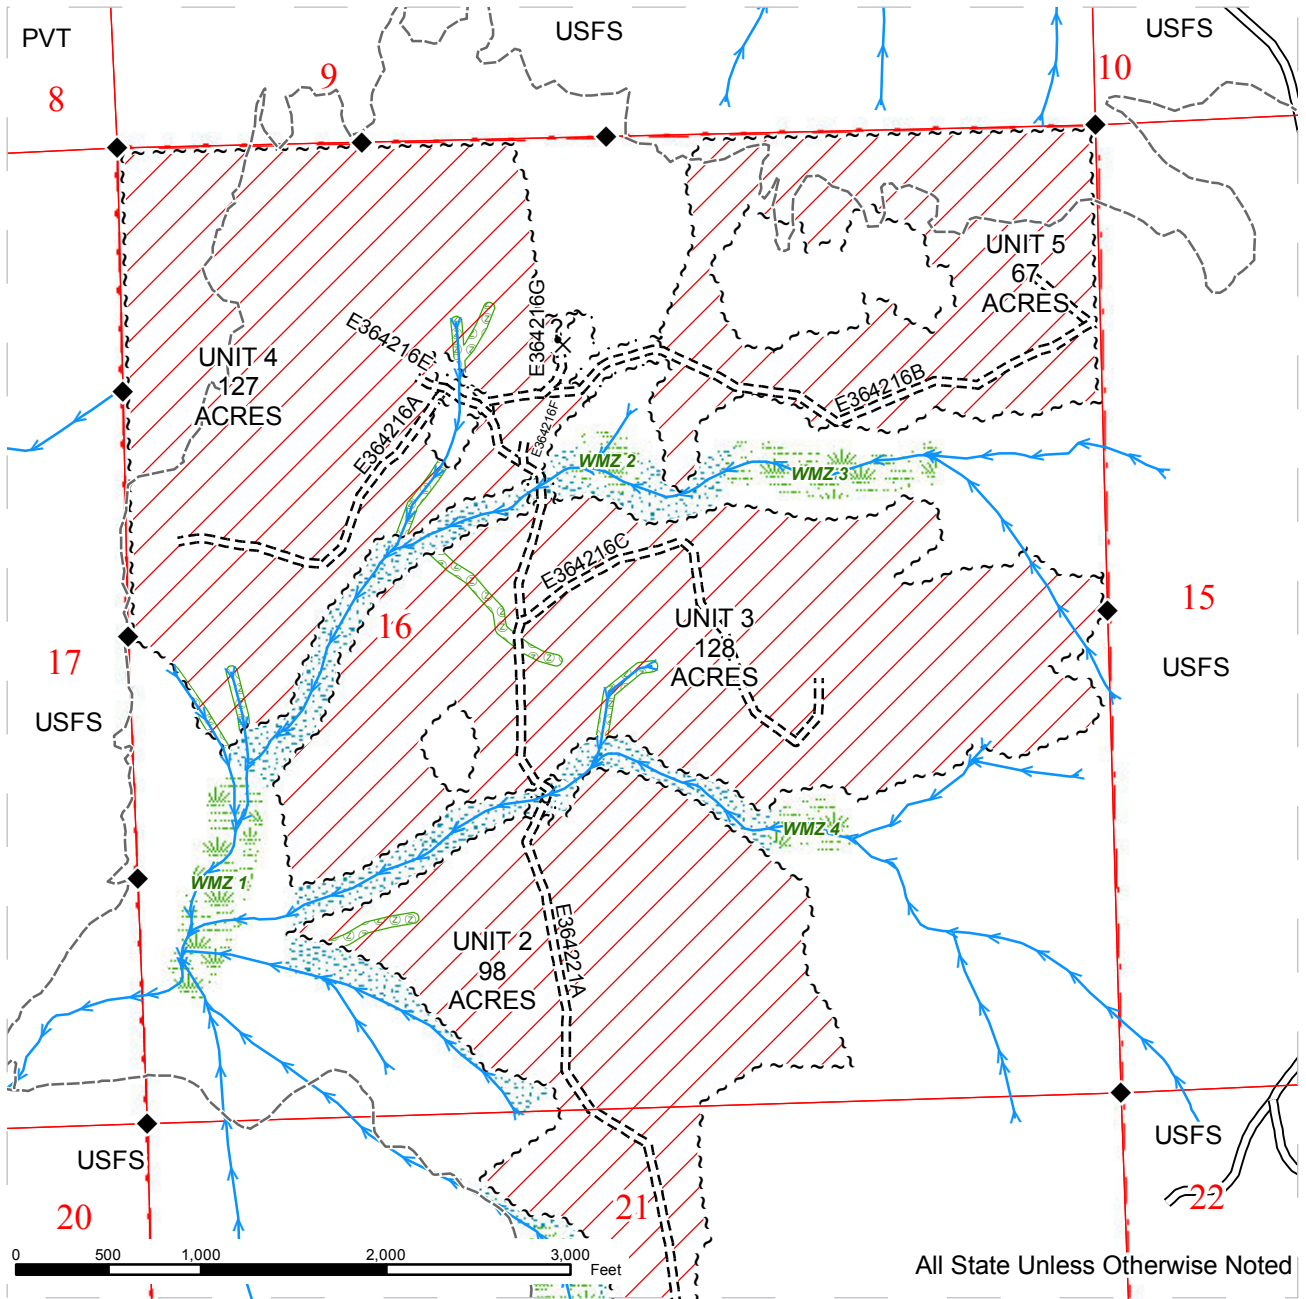 USFS
USFS
PVT
9
10
8
UNIT 5
67
ACRES
E364216G
E364216E
UNIT 4
127
ACRES
E364216B
E364216A
E364216F
WMZ 2
WMZ 3
E364216C
16
UNIT 3
128
ACRES
15
17
USFS
USFS
WMZ 4
WMZ 1
E364221A
UNIT 2
98
ACRES
USFS
USFS
20
21
22
0 500 1,000 2,000 3,000
Feet
All State Unless Otherwise Noted